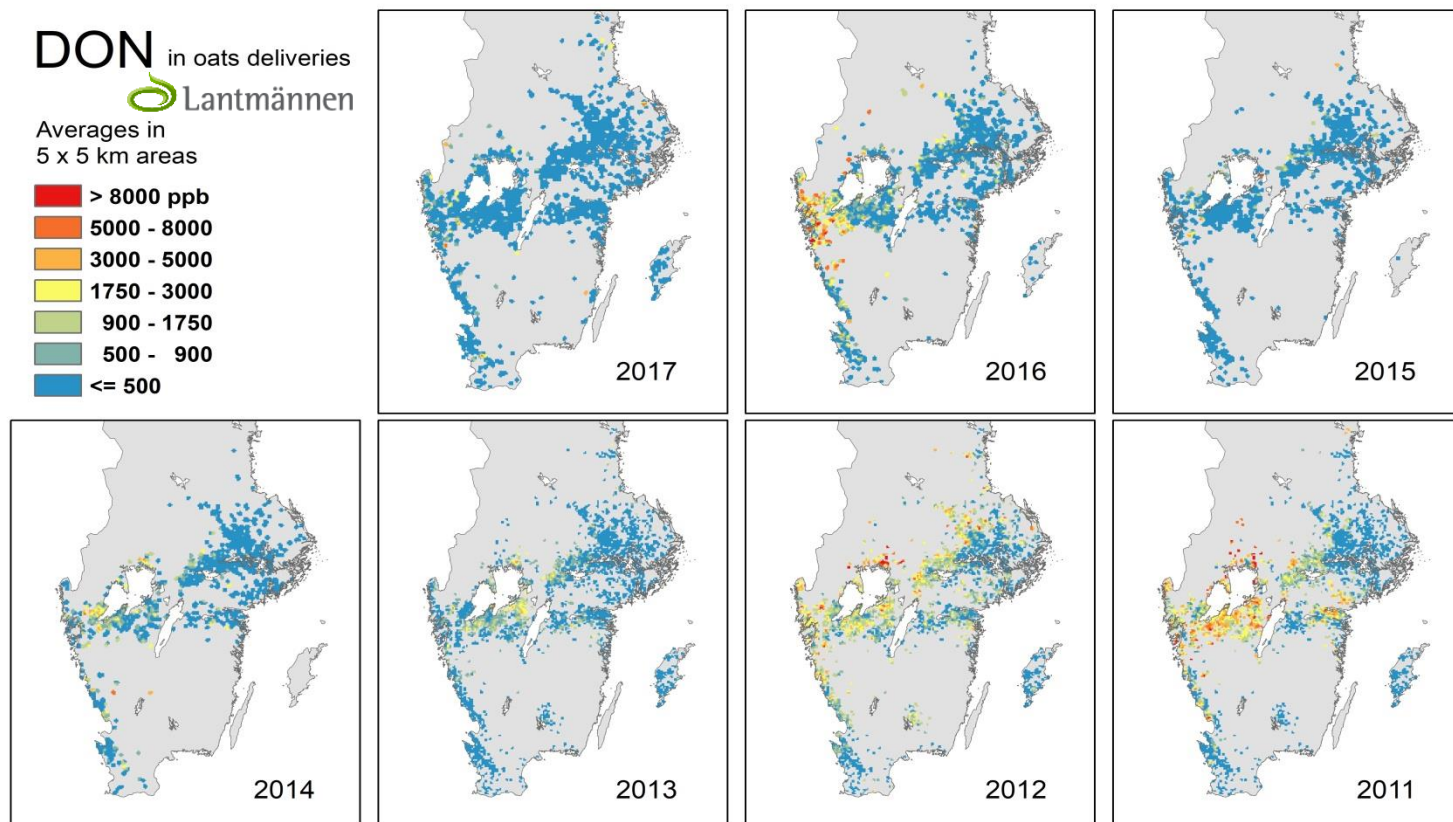 DON in oats deliveries
Lantmännen
Averages in
5 x 5 km areas
> 8000 ppb
5000 - 8000
3000 - 5000
1750 - 3000
900 - 1750
500 - 900
<= 500
2017
2016
2015
2014
2013
2012
2011